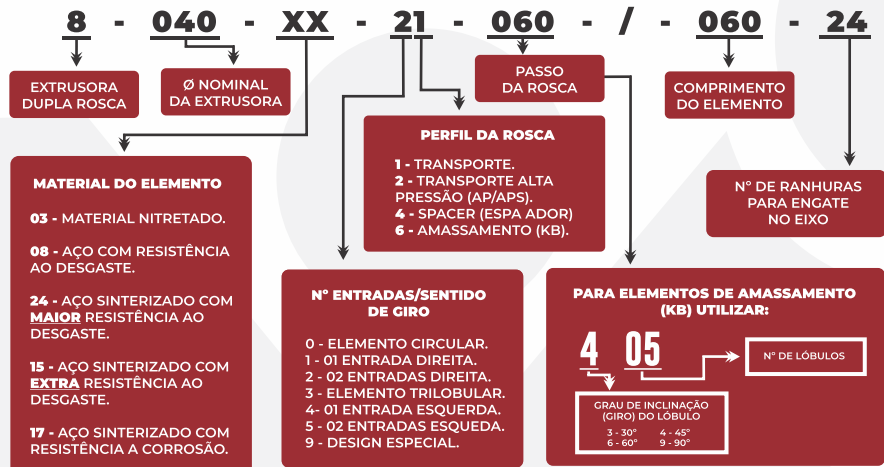 8 - 040 - XX - 21 - 060 - / - 060 - 24
EXTRUSORA
DUPLA ROSCA
Ø NOMINAL
DA EXTRUSORA
PASSO
DA ROSCA
COMPRIMENTO
DO ELEMENTO
Nº DE RANHURAS
PARA ENGATE
NO EIXO
PERFIL DA ROSCA
1 - TRANSPORTE.
2 - TRANSPORTE ALTA
PRESSÃO (AP/APS).
4 - SPACER (ESPA ADOR)
6 - AMASSAMENTO (KB).
MATERIAL DO ELEMENTO
03 - MATERIAL NITRETADO.
08 - AÇO COM RESISTÊNCIA
AO DESGASTE.
24 - AÇO SINTERIZADO COM
MAIOR RESISTÊNCIA AO
DESGASTE.
15 - AÇO SINTERIZADO COM
EXTRA RESISTÊNCIA AO
DESGASTE.
17 - AÇO SINTERIZADO COM
RESISTÊNCIA A CORROSÃO.
Nº ENTRADAS/SENTIDO
DE GIRO
0 - ELEMENTO CIRCULAR.
1 - 01 ENTRADA DIREITA.
2 - 02 ENTRADAS DIREITA.
3 - ELEMENTO TRILOBULAR.
4- 01 ENTRADA ESQUERDA.
5 - 02 ENTRADAS ESQUEDA.
9 - DESIGN ESPECIAL.
PARA ELEMENTOS DE AMASSAMENTO
(KB) UTILIZAR:
4 05
Nº DE LÓBULOS
GRAU DE INCLINAÇÃO
(GIRO) DO LÓBULO
3 - 30º 4 - 45º
6 - 60º 9 - 90º